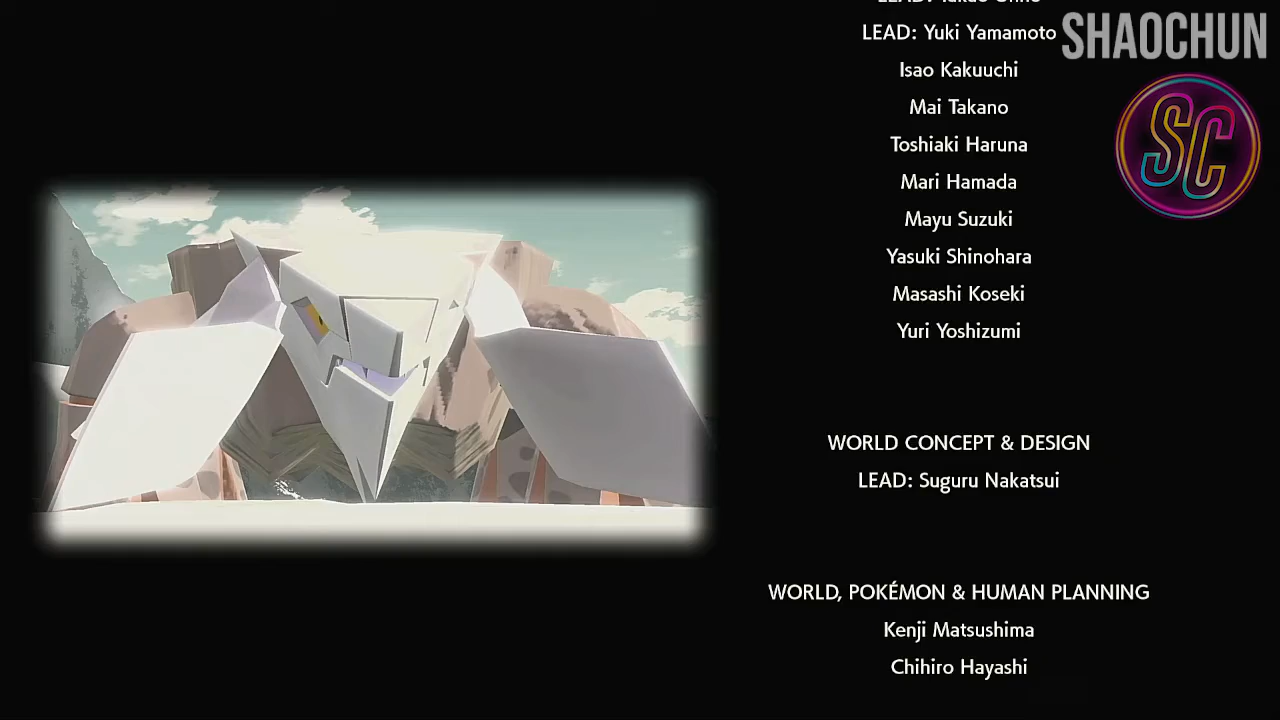 LEAD: Yuki Yamamoto
SHAOCHUN
SC
Isao Kakuuchi
Mai Takano
Toshiaki Haruna
Mari Hamada
Mayu Suzuki
Yasuki Shinohara
Masashi Koseki
Yuri Yoshizumi
WORLD CONCEPT & DESIGN
LEAD: Suguru Nakatsui
WORLD, POKÉMON & HUMAN PLANNING
Kenji Matsushima
Chihiro Hayashi